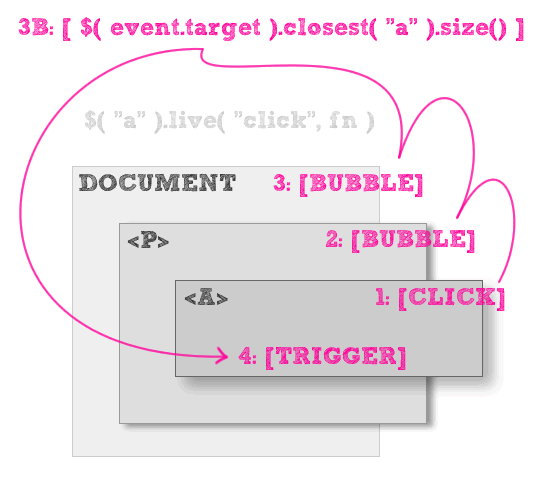 3B: [ $( event.target ).closest( "a" ).size() ]
$( "a" ).live( "click", fn )
DOCUMENT 3: [BUBBLE]
<P> 2: [BUBBLE]
<A> 1: [CLICK]
4: [TRIGGER]